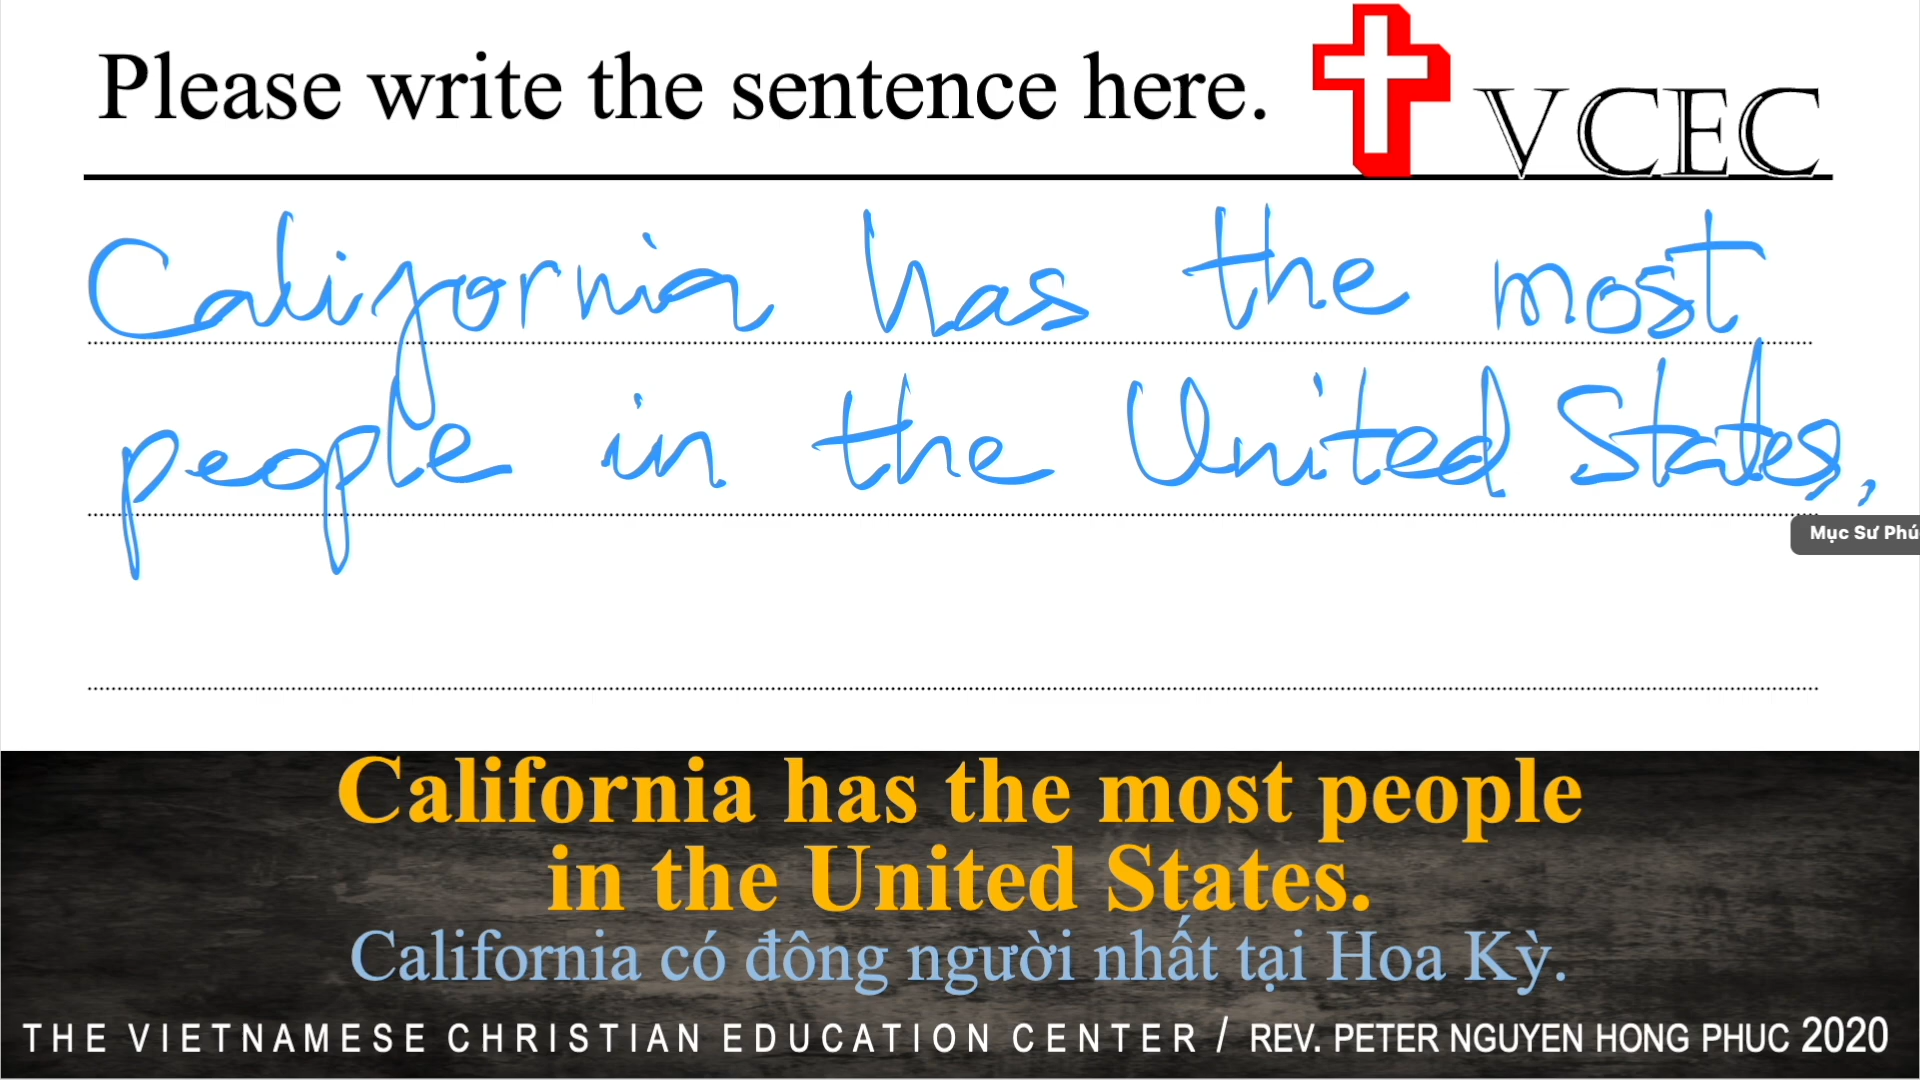 Please write the sentence here.
VCEC
California has the most
people in the United States.
Mục Sư
California has the most people
in the United States.
California có đông người nhất tại Hoa Kỳ.
THE VIETNAMESE CHRISTIAN EDUCATION CENTER / REV. PETER NGUYEN HONG PHUC 2020